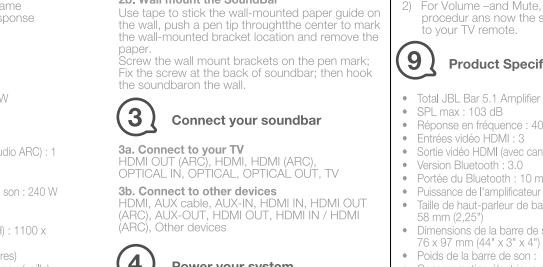 ame
sponse
W
udio ARC) : 1
son : 240 W
) : 1100 x
res)
2b. Wall mount the SoundBar
Use tape to stick the wall-mounted paper guide on
the wall, push a pen tip throughtthe center to mark
the wall-mounted bracket location and remove the
paper.
Screw the wall mount brackets on the pen mark;
Fix the screw at the back of soundbar; then hook
the soundbaron the wall.
3 Connect your soundbar
3a. Connect to your TV
HDMI OUT (ARC), HDMI, HDMI (ARC),
OPTICAL IN, OPTICAL, OPTICAL OUT, TV
3b. Connect to other devices
HDMI, AUX cable, AUX-IN, HDMI IN, HDMI OUT
(ARC), AUX-OUT, HDMI OUT, HDMI IN / HDMI
(ARC), Other devices
4 Power your system
2) For Volume –and Mute,
procedur ans now the s
to your TV remote.
9 Product Specif
• Total JBL Bar 5.1 Amplifier
• SPL max : 103 dB
• Réponse en fréquence : 40
• Entrées vidéo HDMI : 3
• Sortie vidéo HDMI (avec can
• Version Bluetooth : 3.0
• Portée du Bluetooth : 10 m
• Puissance de l'amplificateur
• Taille de haut-parleur de ba
58 mm (2,25")
• Dimensions de la barre de s
76 x 97 mm (44" x 3" x 4")
• Poids de la barre de son :